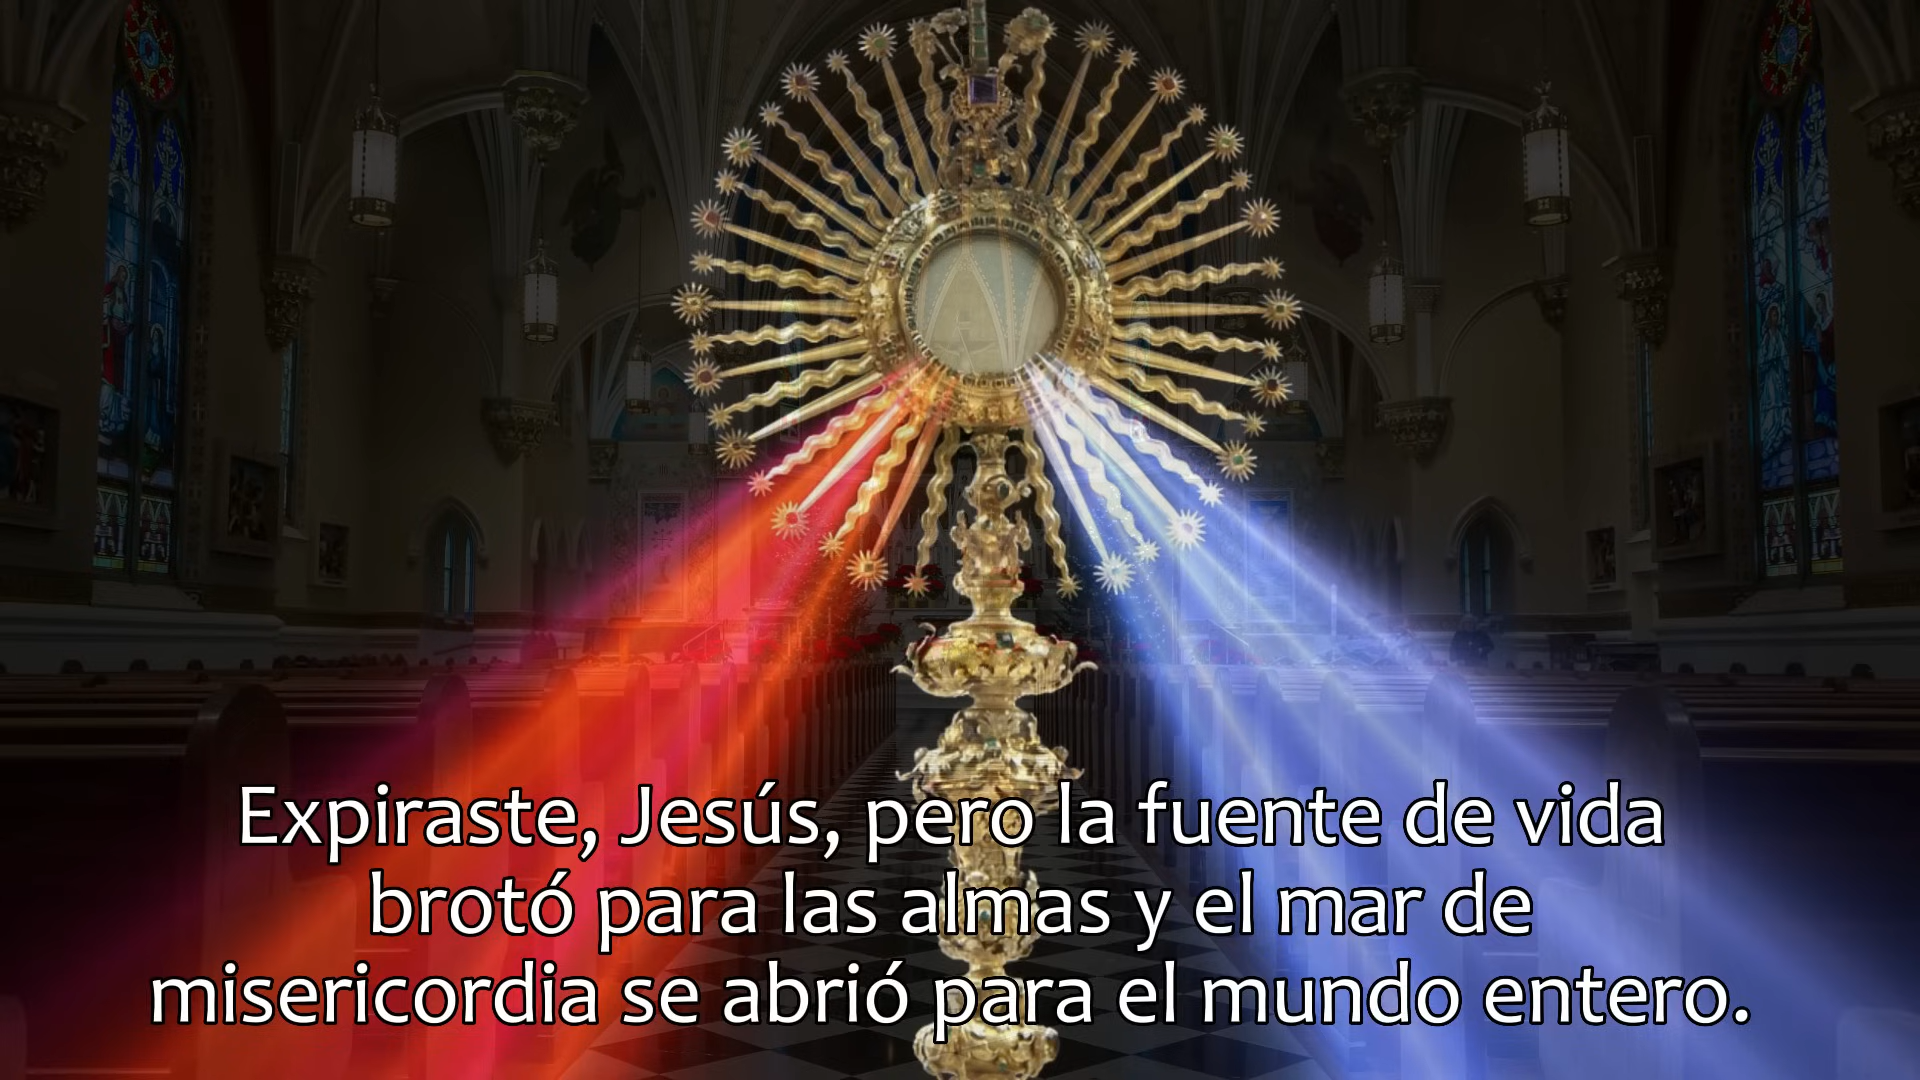 Expiraste, Jesús, pero la fuente de vida
brotó para las almas y el mar de
misericordia se abrió para el mundo entero.